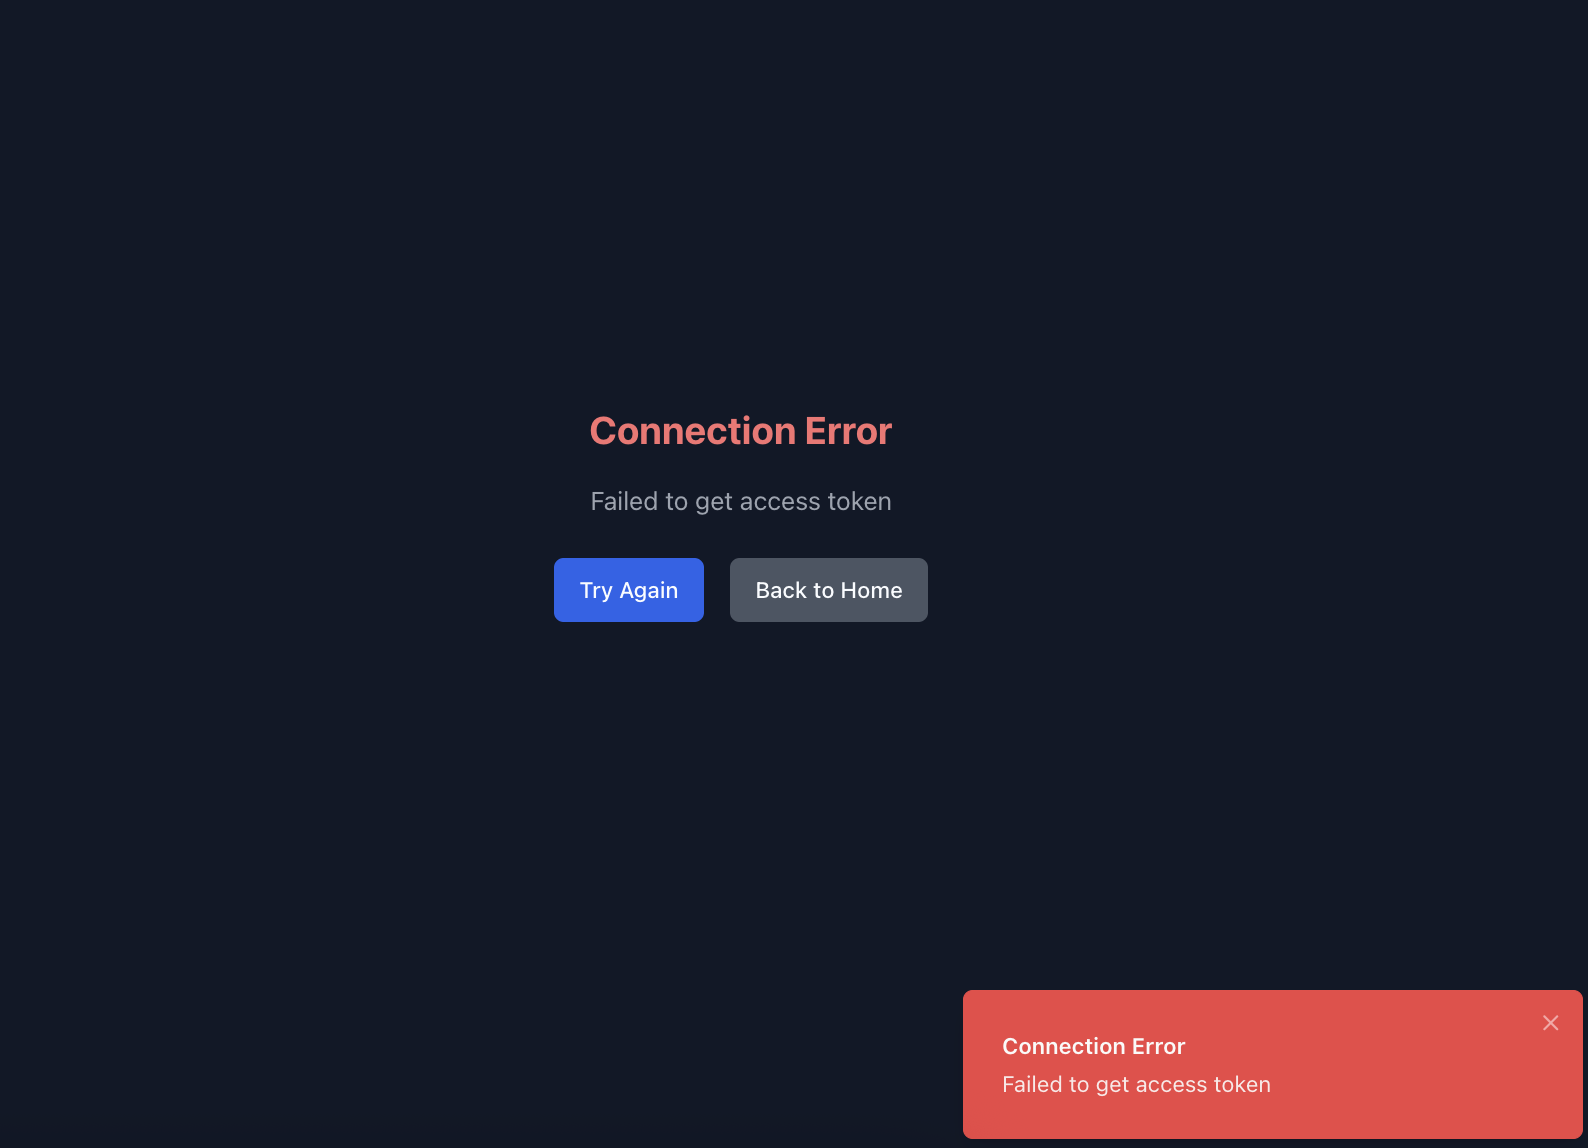 Connection Error
Failed to get access token
Try Again
Back to Home
Connection Error
Failed to get access token